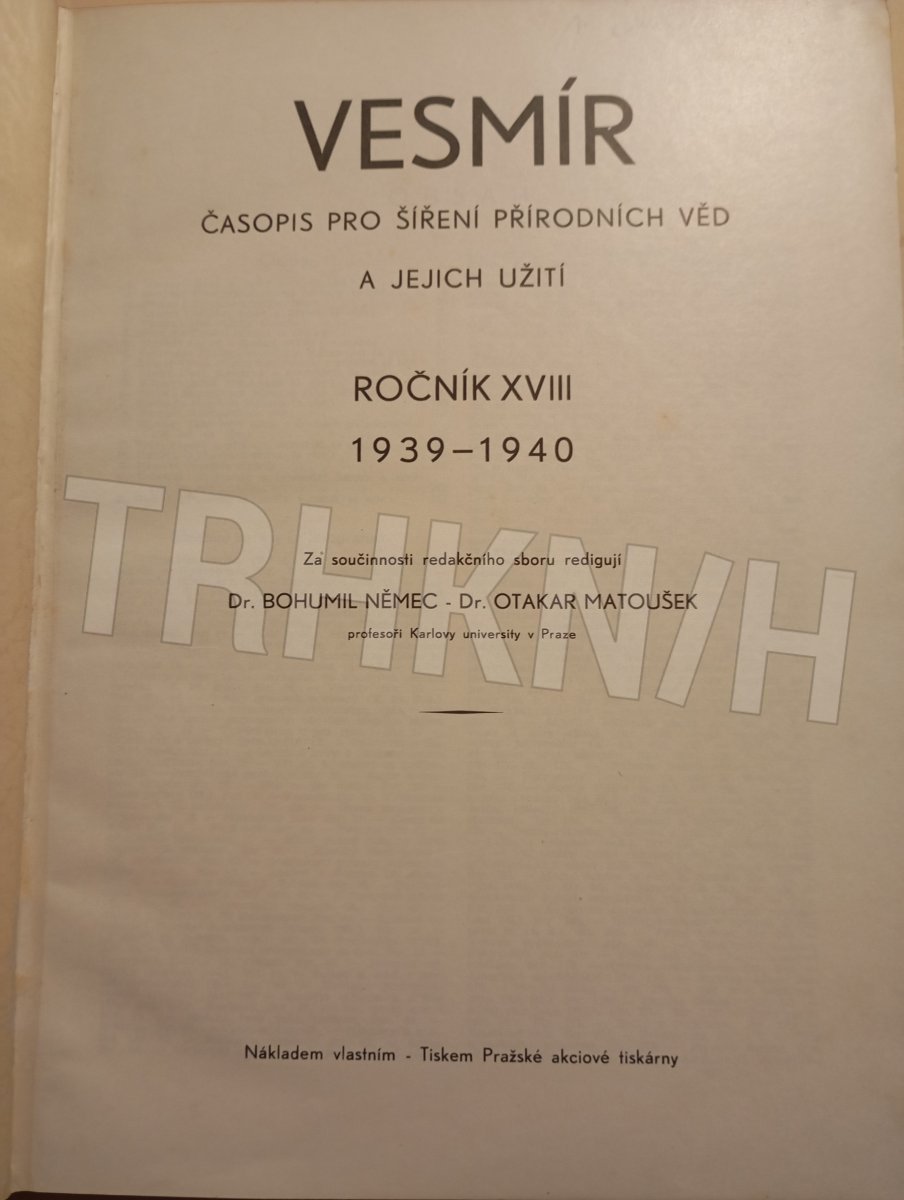 VESMÍR
ČASOPIS PRO ŠÍŘENÍ PŘÍRODNÍCH VĚD
A JEJICH UŽITÍ
ROČNÍK XVIII
1939–1940
Za součinnosti redakčního sboru redigují
Dr. BOHUMIL NĚMEC - Dr. OTAKAR MATOUŠEK
profesoři Karlovy university v Praze
TRHKN/H
Nákladem vlastním - Tiskem Pražské akciové tiskárny